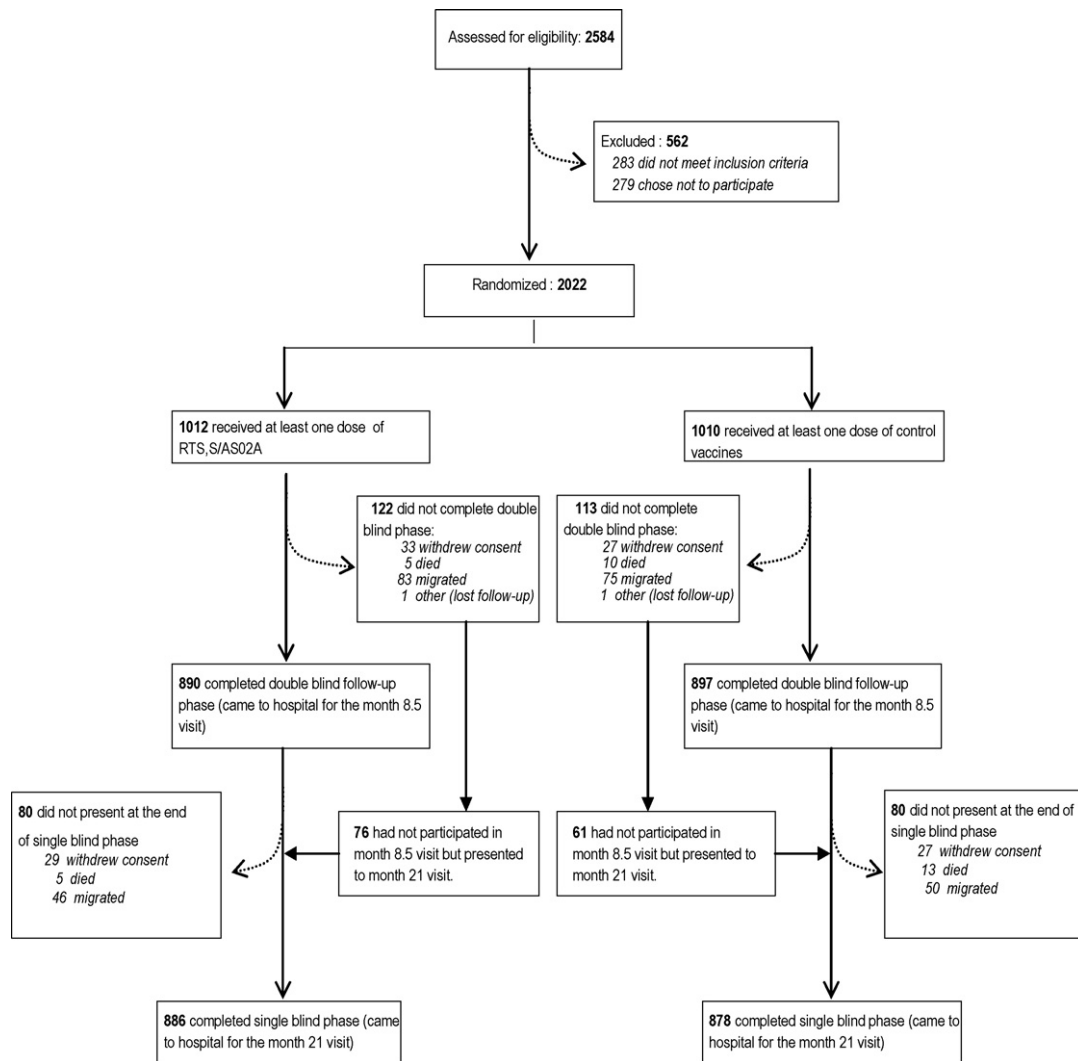 Assessed for eligibility: 2584
Excluded : 562
283 did not meet inclusion criteria
279 chose not to participate
Randomized : 2022
1012 received at least one dose of
RTS,S/AS02A
1010 received at least one dose of control
vaccines
122 did not complete double
blind phase:
33 withdrew consent
5 died
83 migrated
1 other (lost follow-up)
113 did not complete
double blind phase:
27 withdrew consent
10 died
75 migrated
1 other (lost follow-up)
890 completed double blind follow-up
phase (came to hospital for the month 8.5
visit)
897 completed double blind follow-up
phase (came to hospital for the month 8.5
visit)
80 did not present at the end
of single blind phase
29 withdrew consent
5 died
46 migrated
76 had not participated in
month 8.5 visit but presented
to month 21 visit.
61 had not participated in
month 8.5 visit but presented to
month 21 visit.
80 did not present at the end of
single blind phase
27 withdrew consent
13 died
50 migrated
886 completed single blind phase (came
to hospital for the month 21 visit)
878 completed single blind phase (came to
hospital for the month 21 visit)